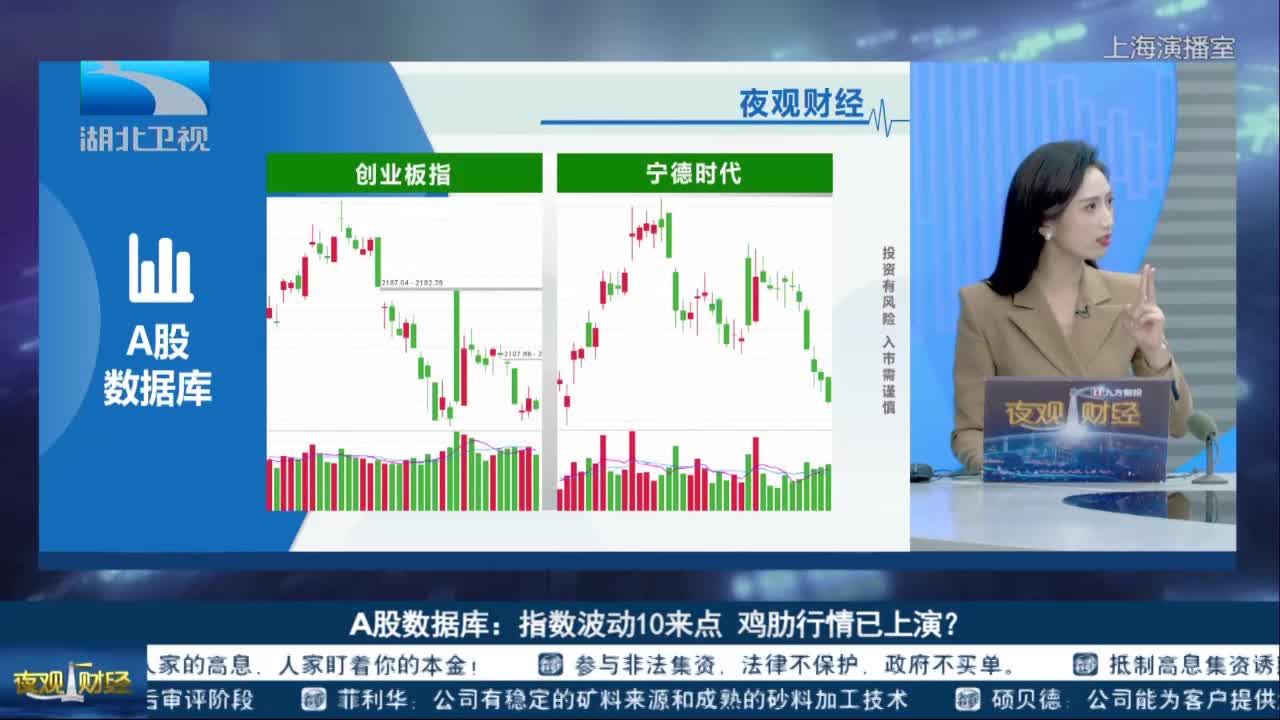 上海演播室
湖北卫视
夜观财经
创业板指
宁德时代
2187.04 - 2182.39
2107.86 - 2
投资有风险 入市需谨慎
A股
数据库
九方智投
夜观财经
A股数据库：指数波动10来点 鸡肋行情已上演？
人家的高息，人家盯着你的本金！ 参与非法集资，法律不保护，政府不买单。 抵制高息集资诱
夜观财经
后审评阶段 菲利华：公司有稳定的矿料来源和成熟的砂料加工技术 硕贝德：公司能为客户提供